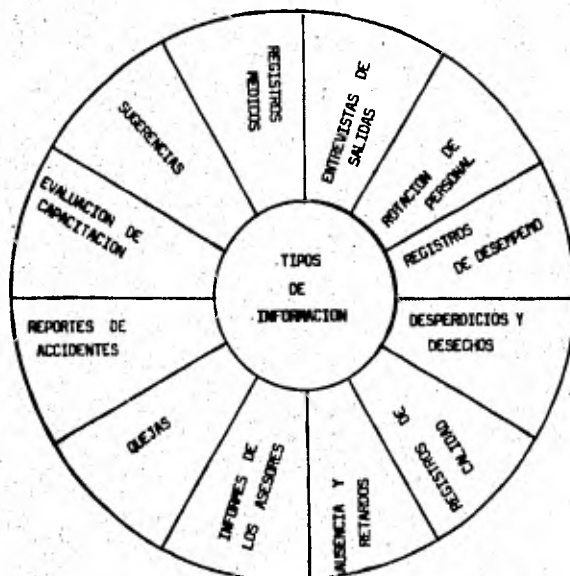 TIPOS
DE
INFORMACION
REGISTROS
MEDICOS
ENTREVISTAS DE
SALIDAS
ROTACION DE
PERSONAL
REGISTROS
DE DESEMPEÑO
DESPERDICIOS Y
DESECHOS
REGISTROS DE
CALIDAD
AUSENCIA Y
RETARDOS
INFORMES DE
LOS ASESORES
QUEJAS
REPORTES DE
ACCIDENTES
EVALUACION DE
CAPACITACION
SUGERENCIAS